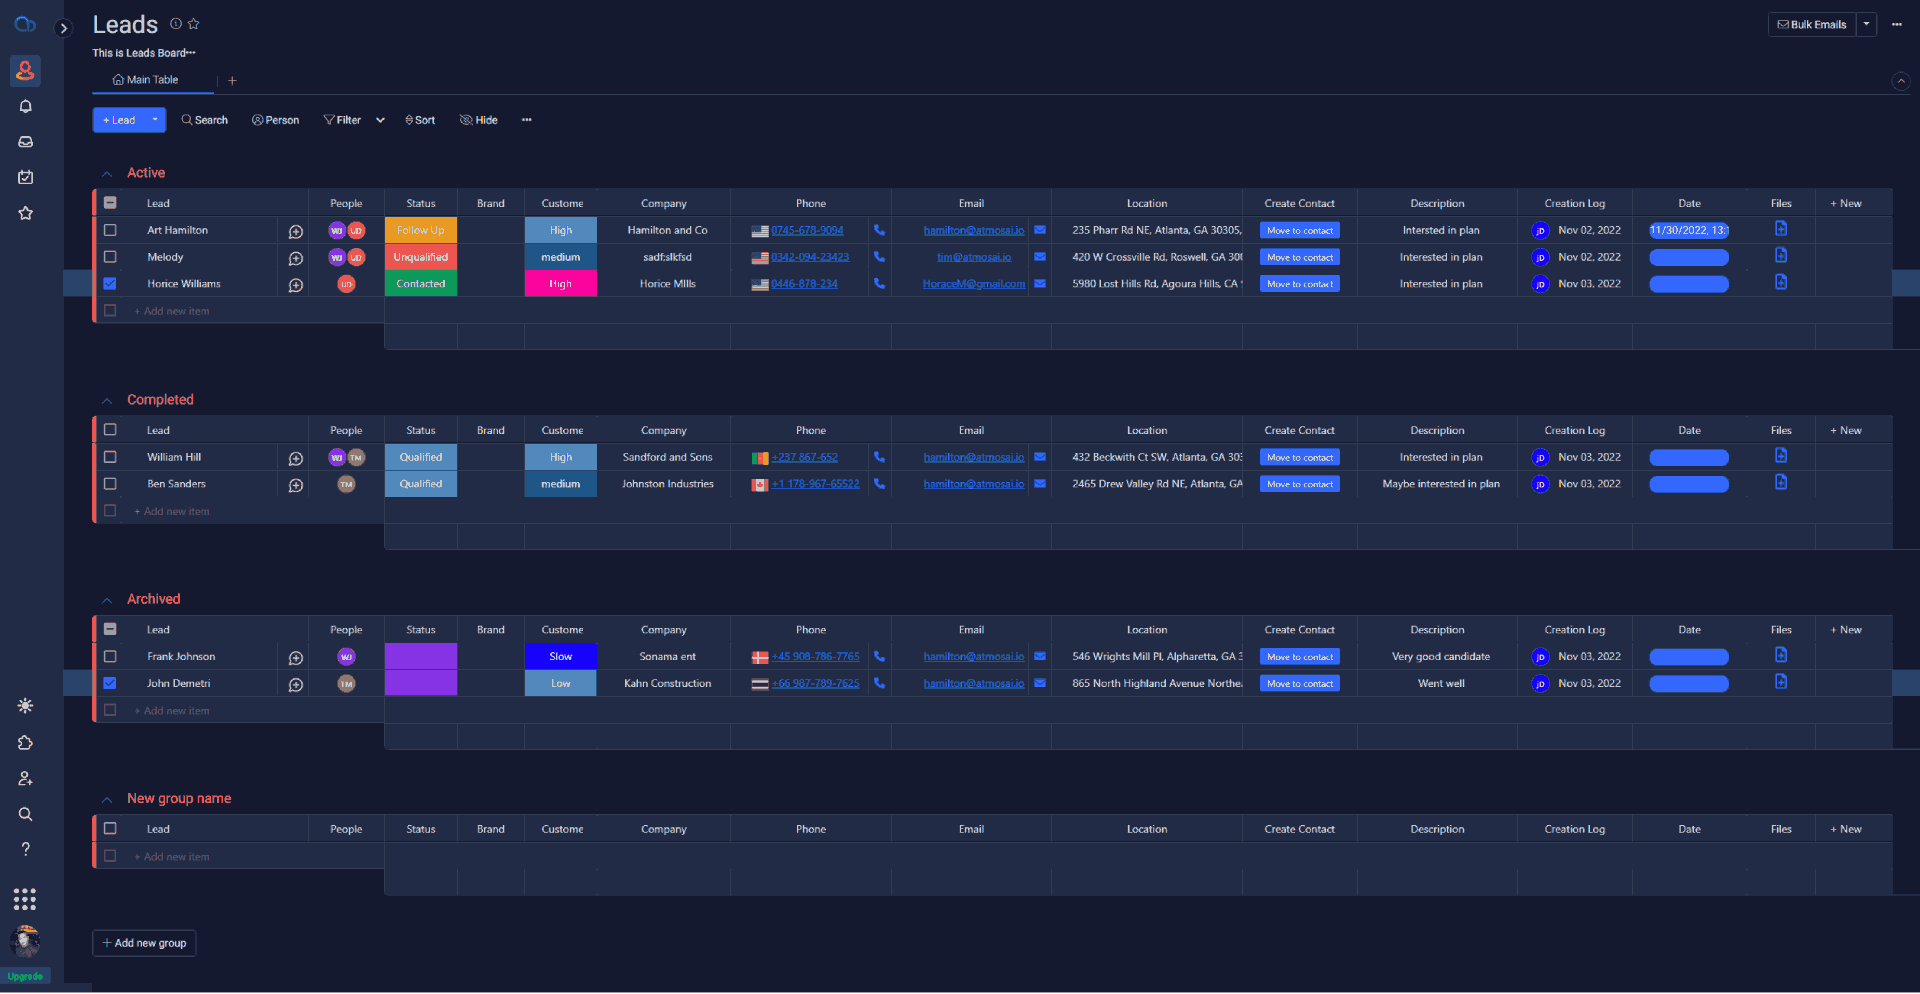 Leads
Bulk Emails
This is Leads Board
Main Table
+ Lead Search Person Filter Sort Hide
Active
Lead People Status Brand Custome Company Phone Email Location Create Contact Description Creation Log Date Files + New
Art Hamilton WJ UD Follow Up High Hamilton and Co 0745-678-9094 hamilton@atmosai.io 235 Pharr Rd NE, Atlanta, GA 30305, Move to contact Interested in plan JD Nov 02, 2022 11/30/2022, 13:
Melody WJ UD Unqualified medium sadf;slkfsd 0342-094-23423 tim@atmosai.io 420 W Crossville Rd, Roswell, GA 300 Move to contact Interested in plan JD Nov 02, 2022
Horice Williams UD Contacted High Horice MIlls 0446-878-234 HoraceM@gmail.com 5980 Lost Hills Rd, Agoura Hills, CA Move to contact Interested in plan JD Nov 03, 2022
+ Add new item
Completed
Lead People Status Brand Custome Company Phone Email Location Create Contact Description Creation Log Date Files + New
William Hill WJ TM Qualified High Sandford and Sons +237 867-652 hamilton@atmosai.io 432 Beckwith Ct SW, Atlanta, GA 303 Move to contact Interested in plan JD Nov 03, 2022
Ben Sanders TM Qualified medium Johnston Industries +1 178-967-65522 hamilton@atmosai.io 2465 Drew Valley Rd NE, Atlanta, GA Move to contact Maybe interested in plan JD Nov 03, 2022
+ Add new item
Archived
Lead People Status Brand Custome Company Phone Email Location Create Contact Description Creation Log Date Files + New
Frank Johnson WJ Slow Sonama ent +45 908-786-7765 hamilton@atmosai.io 546 Wrights Mill Pl, Alpharetta, GA 3 Move to contact Very good candidate JD Nov 03, 2022
John Demetri TM Low Kahn Construction +66 987-789-7625 hamilton@atmosai.io 865 North Highland Avenue Northe Move to contact Went well JD Nov 03, 2022
+ Add new item
New group name
Lead People Status Brand Custome Company Phone Email Location Create Contact Description Creation Log Date Files + New
+ Add new item
+ Add new group
Upgrade